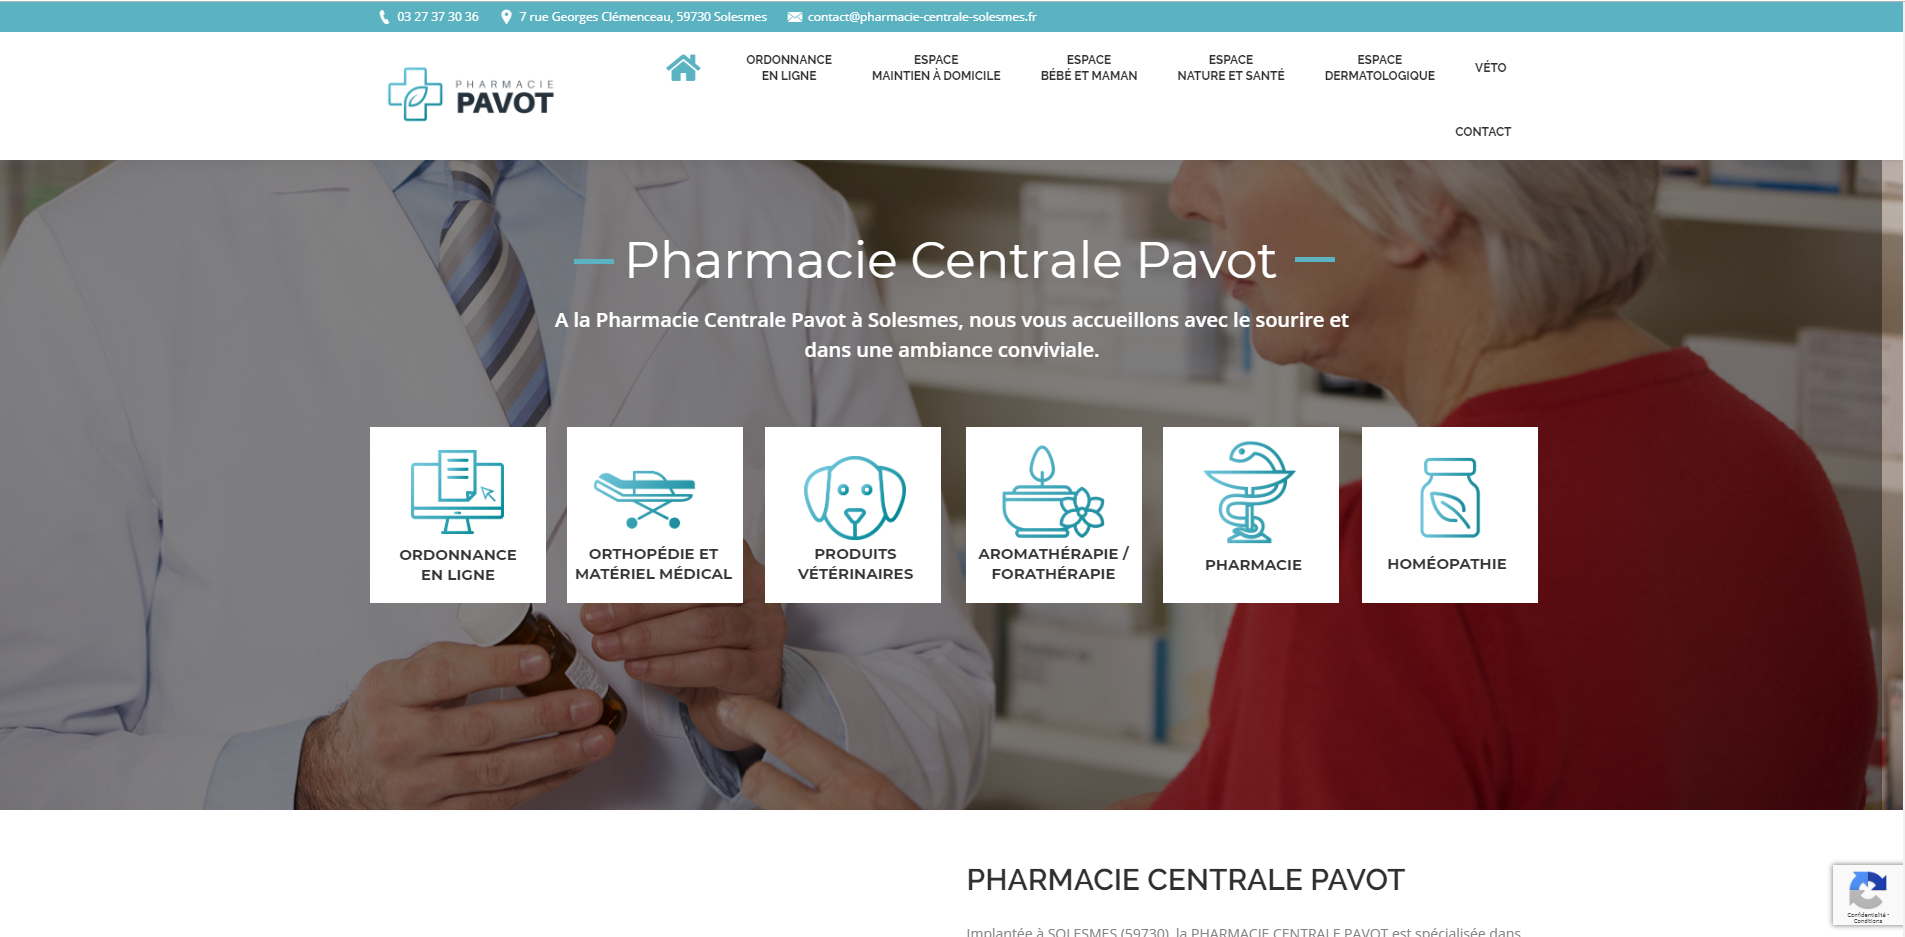 03 27 37 30 36
7 rue Georges Clémenceau, 59730 Solesmes
contact@pharmacie-centrale-solesmes.fr
PHARMACIE
PAVOT
ORDONNANCE
EN LIGNE
ESPACE
MAINTIEN À DOMICILE
ESPACE
BÉBÉ ET MAMAN
ESPACE
NATURE ET SANTÉ
ESPACE
DERMATOLOGIQUE
VÉTO
CONTACT
Pharmacie Centrale Pavot
A la Pharmacie Centrale Pavot à Solesmes, nous vous accueillons avec le sourire et
dans une ambiance conviviale.
ORDONNANCE
EN LIGNE
ORTHOPÉDIE ET
MATÉRIEL MÉDICAL
PRODUITS
VÉTÉRINAIRES
AROMATHÉRAPIE /
FORATHÉRAPIE
PHARMACIE
HOMÉOPATHIE
PHARMACIE CENTRALE PAVOT
Implantée à SOLESMES (59730), la PHARMACIE CENTRALE PAVOT est spécialisée dans
Confidentialité -
Conditions